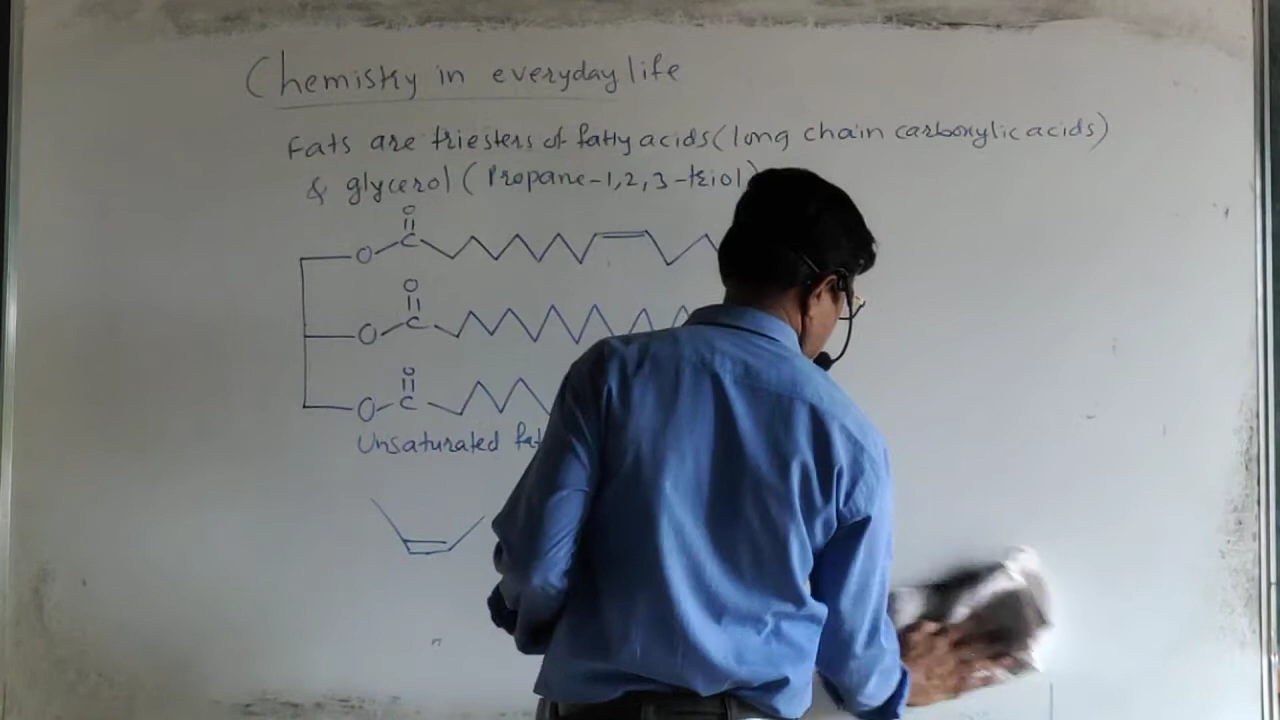 Chemistry in everyday life
Fats are triesters of fatty acids (long chain carboxylic acids)
& glycerol (Propane-1,2,3-triol)
O
O C
O
O C
O
O C
Unsaturated fat